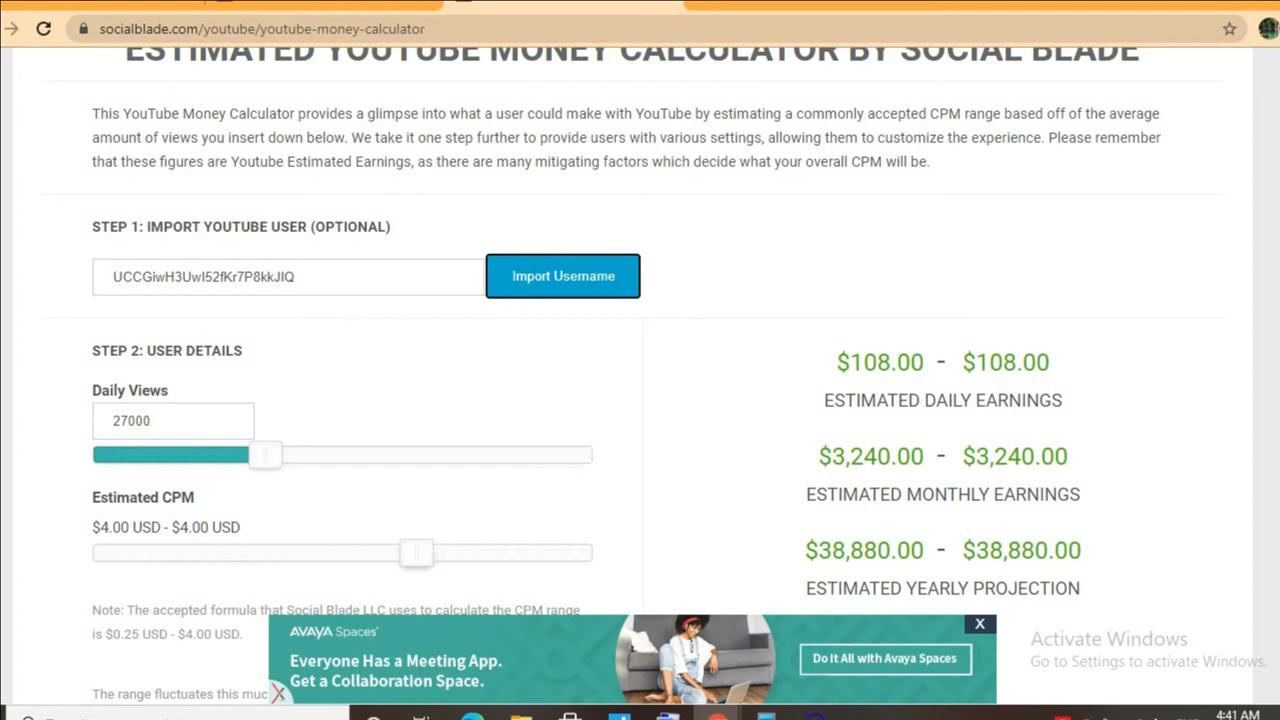 socialblade.com/youtube/youtube-money-calculator
ESTIMATED YOUTUBE MONEY CALCULATOR BY SOCIAL BLADE
This YouTube Money Calculator provides a glimpse into what a user could make with YouTube by estimating a commonly accepted CPM range based off of the average
amount of views you insert down below. We take it one step further to provide users with various settings, allowing them to customize the experience. Please remember
that these figures are Youtube Estimated Earnings, as there are many mitigating factors which decide what your overall CPM will be.
STEP 1: IMPORT YOUTUBE USER (OPTIONAL)
UCCGiwH3UwI52fKr7P8kkJIQ
Import Username
STEP 2: USER DETAILS
Daily Views
27000
Estimated CPM
$4.00 USD - $4.00 USD
Note: The accepted formula that Social Blade LLC uses to calculate the CPM range
is $0.25 USD - $4.00 USD.
The range fluctuates this muc
$108.00 - $108.00
ESTIMATED DAILY EARNINGS
$3,240.00 - $3,240.00
ESTIMATED MONTHLY EARNINGS
$38,880.00 - $38,880.00
ESTIMATED YEARLY PROJECTION
AVAYA Spaces
Everyone Has a Meeting App.
Get a Collaboration Space.
Do It All with Avaya Spaces
X
Activate Windows
Go to Settings to activate Windows.
4:41 AM